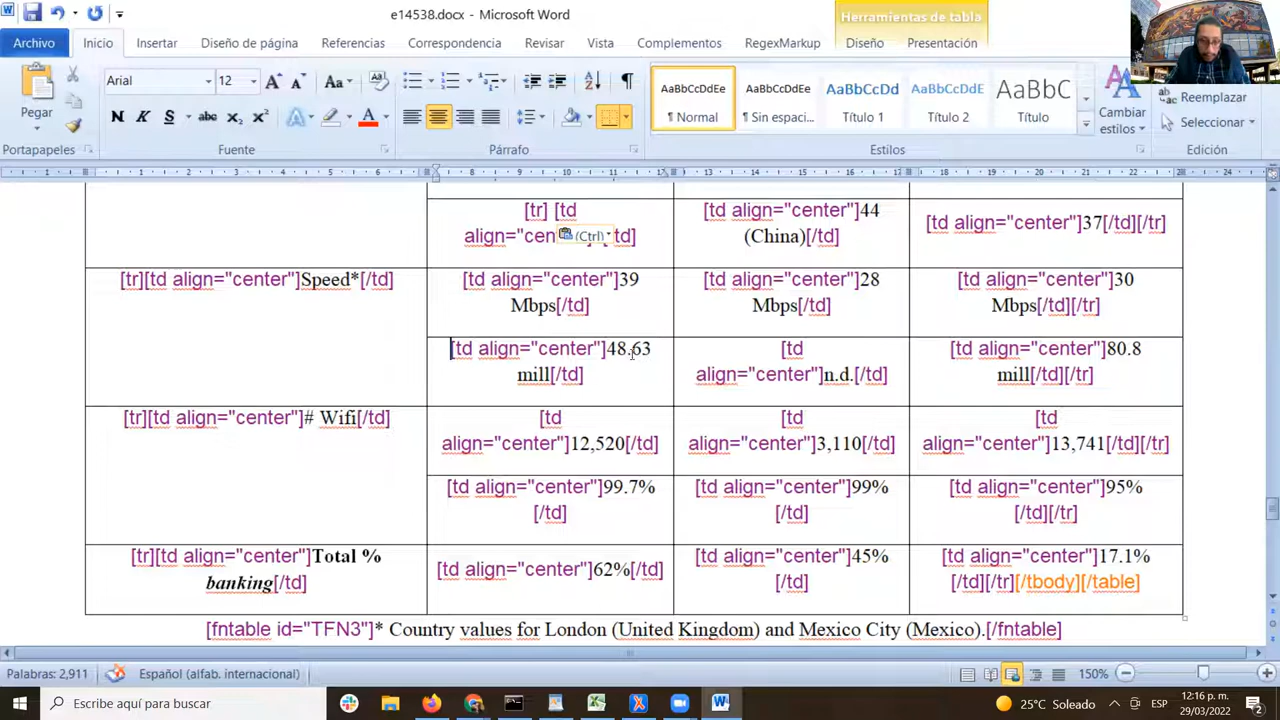 e14538.docx - Microsoft Word
Herramientas de tabla
Archivo Inicio Insertar Diseño de página Referencias Correspondencia Revisar Vista Complementos RegexMarkup Diseño Presentación
Pegar
Arial 12
Portapapeles Fuente Párrafo Estilos Edición
AaBbCcDdEe AaBbCcDdEe AaBbCcDd AaBbCcDdE AaBbC
¶ Normal ¶ Sin espaci... Título 1 Título 2 Título
Cambiar estilos
Reemplazar
Seleccionar
[tr] [td
[td align="center"]44
[td align="center"]37[/td][/tr]
align="cen (Ctrl) td]
(China)[/td]
[tr][td align="center"]Speed*[/td] [td align="center"]39 [td align="center"]28 [td align="center"]30
Mbps[/td] Mbps[/td] Mbps[/td][/tr]
[td align="center"]48.63 [td [td align="center"]80.8
mill[/td] align="center"]n.d.[/td] mill[/td][/tr]
[tr][td align="center"]# Wifi[/td] [td [td [td
align="center"]12,520[/td] align="center"]3,110[/td] align="center"]13,741[/td][/tr]
[td align="center"]99.7% [td align="center"]99% [td align="center"]95%
[/td] [/td] [/td][/tr]
[tr][td align="center"]Total % [td align="center"]62%[/td] [td align="center"]45% [td align="center"]17.1%
banking[/td] [/td] [/td][/tr][/tbody][/table]
[fntable id="TFN3"]* Country values for London (United Kingdom) and Mexico City (Mexico).[/fntable]
Palabras: 2,911 Español (alfab. internacional) 150%
Escribe aquí para buscar
25°C Soleado ESP 12:16 p. m.
29/03/2022